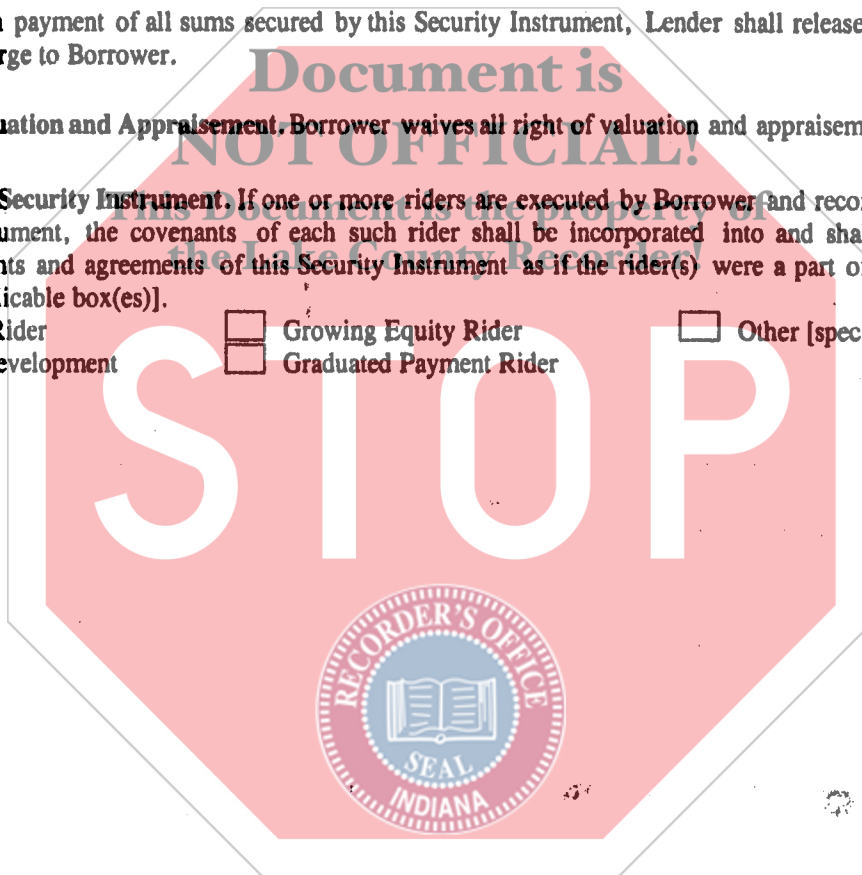 payment of all sums secured by this Security Instrument, Lender shall release
rge to Borrower.
Document is
uation and Appraisement. Borrower waives all right of valuation and appraisem
NOT OFFICIAL!
Security Instrument. If one or more riders are executed by Borrower and reco
This Document is the property of
ument, the covenants of each such rider shall be incorporated into and sha
the Lake County Recorder!
nts and agreements of this Security Instrument as if the rider(s) were a part o
icable box(es)].
Rider Growing Equity Rider Other [spec
evelopment Graduated Payment Rider
STOP
RECORDER'S OFFICE
SEAL
INDIANA